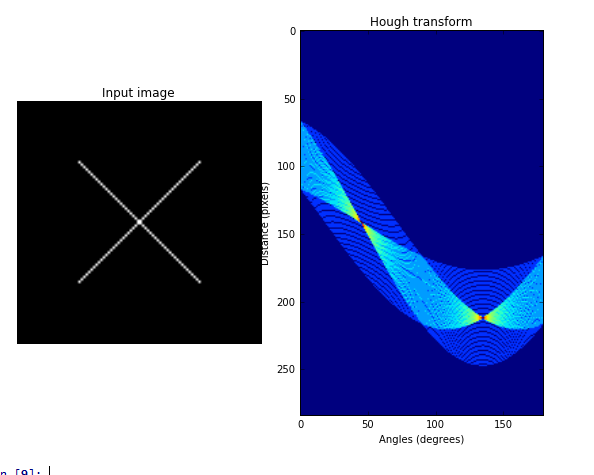 Hough transform
Input image
0
50
100
150
200
250
Distance (pixels)
0
50
100
150
Angles (degrees)
n [9]: